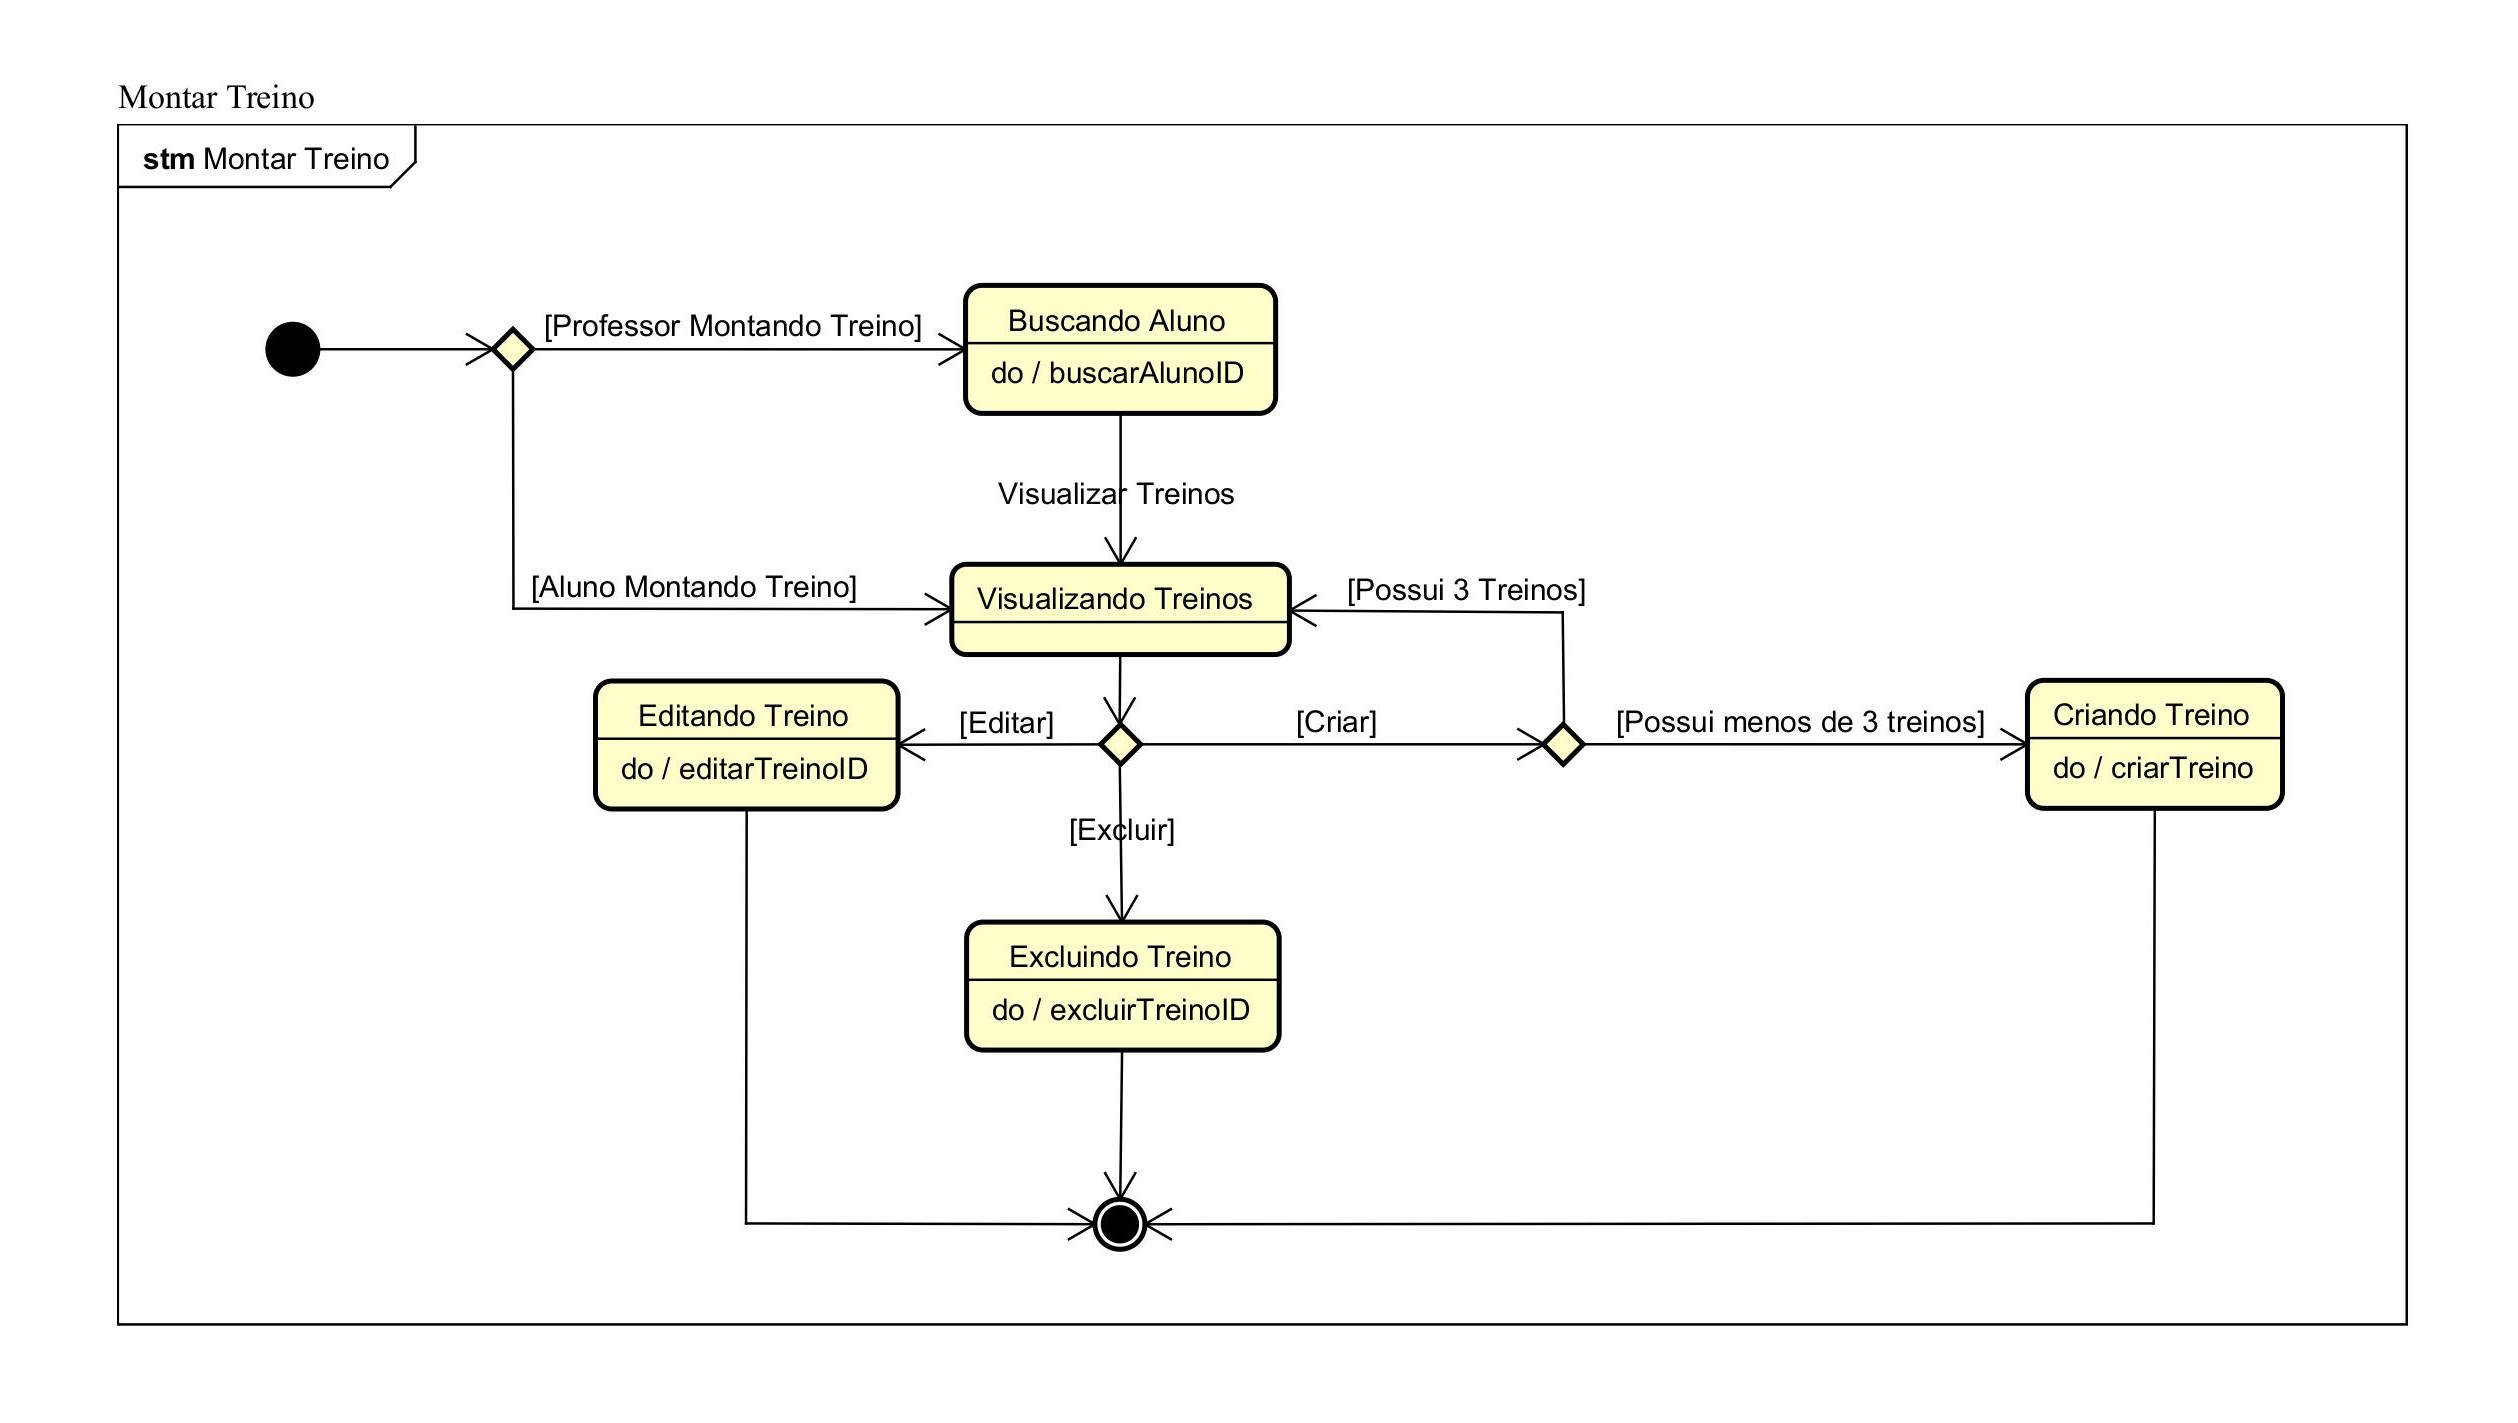 Montar Treino
stm Montar Treino
[Professor Montando Treino]
Buscando Aluno
do / buscarAlunoID
Visualizar Treinos
[Aluno Montando Treino]
Visualizando Treinos
[Possui 3 Treinos]
Editando Treino
do / editarTreinoID
[Editar]
[Criar]
[Possui menos de 3 treinos]
Criando Treino
do / criarTreino
[Excluir]
Excluindo Treino
do / excluirTreinoID